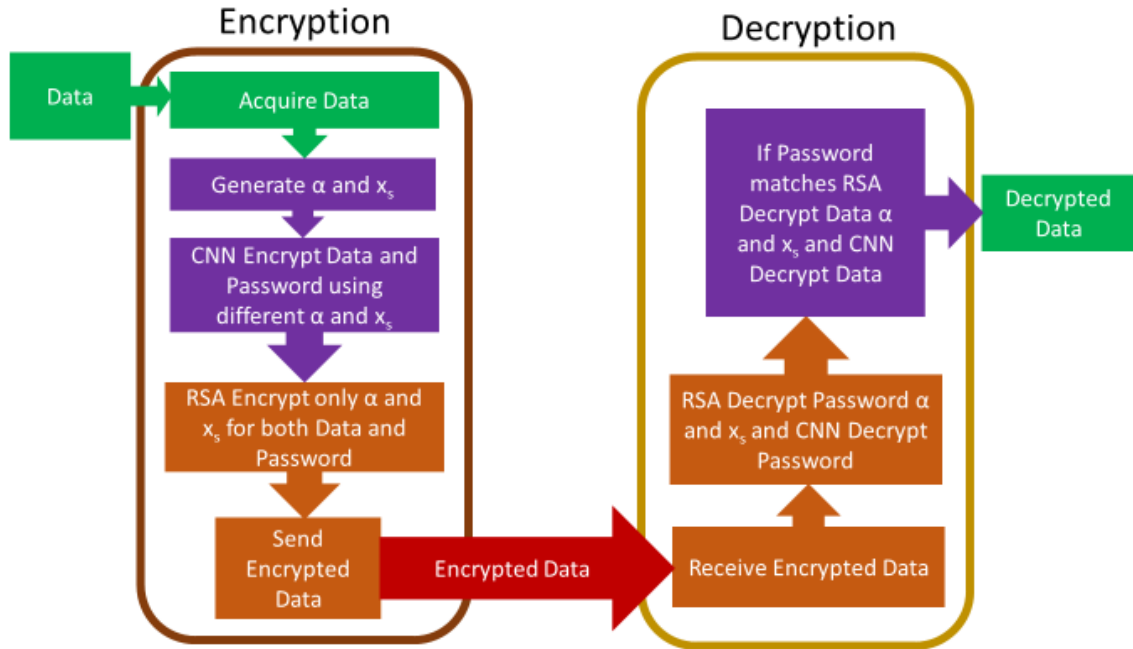 Encryption
Data
Acquire Data
Generate α and xₛ
CNN Encrypt Data and
Password using
different α and xₛ
RSA Encrypt only α and
xₛ for both Data and
Password
Send
Encrypted
Data
Encrypted Data
Decryption
Receive Encrypted Data
RSA Decrypt Password α
and xₛ and CNN Decrypt
Password
If Password
matches RSA
Decrypt Data α
and xₛ and CNN
Decrypt Data
Decrypted
Data